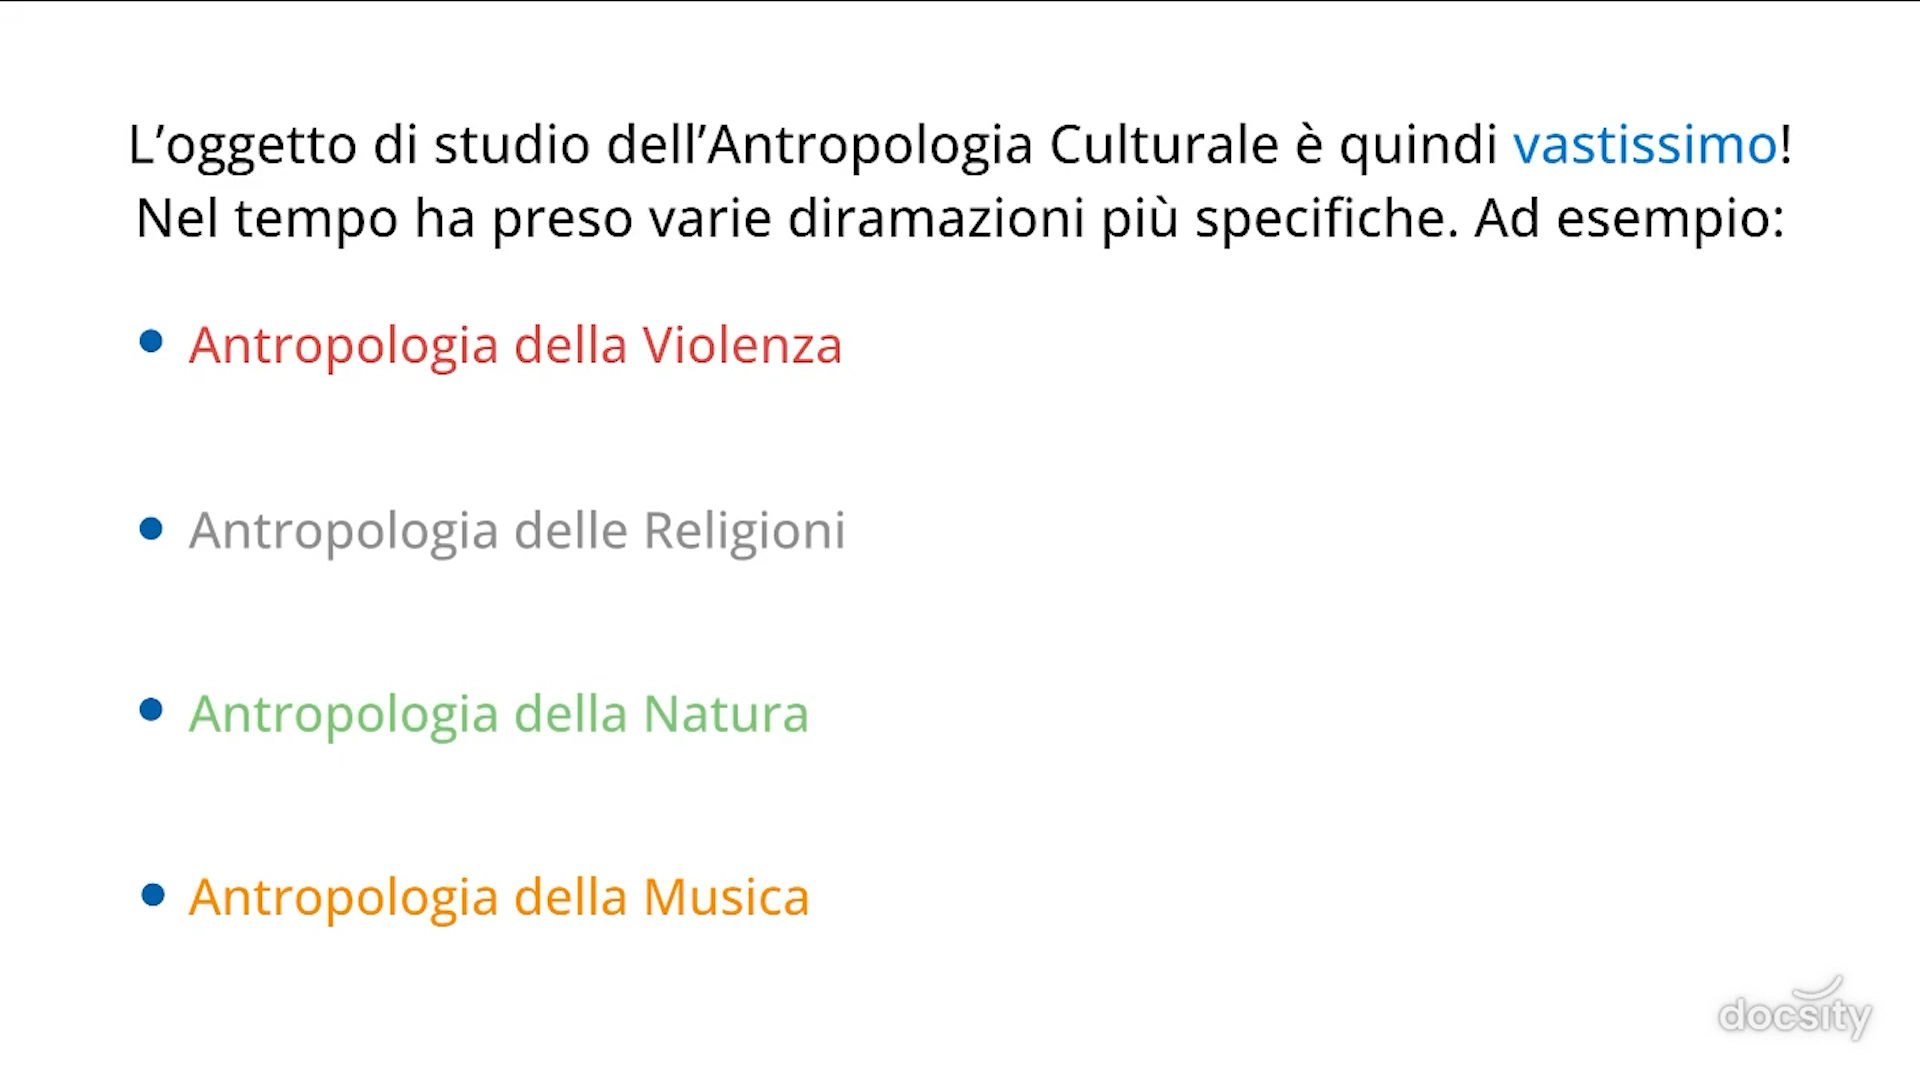 L’oggetto di studio dell’Antropologia Culturale è quindi vastissimo!
Nel tempo ha preso varie diramazioni più specifiche. Ad esempio:
• Antropologia della Violenza
• Antropologia delle Religioni
• Antropologia della Natura
• Antropologia della Musica
docsity